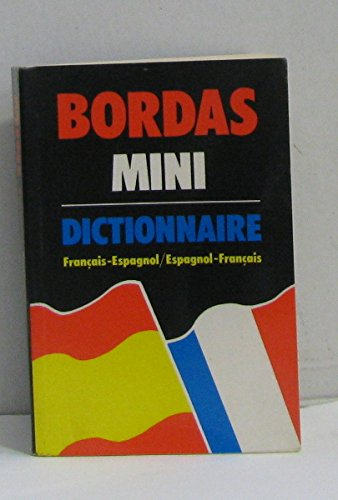 BORDAS
MINI
DICTIONNAIRE
Français-Espagnol/Espagnol-Français